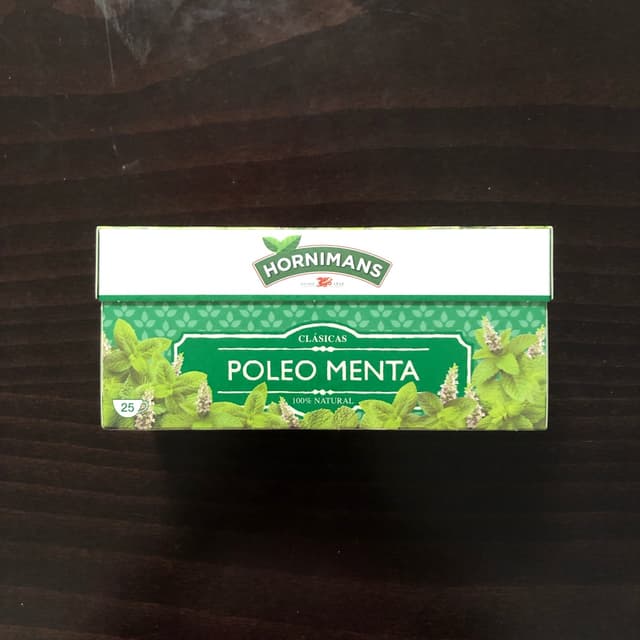 HORNIMANS
CLÁSICAS
POLEO MENTA
100% NATURAL
25